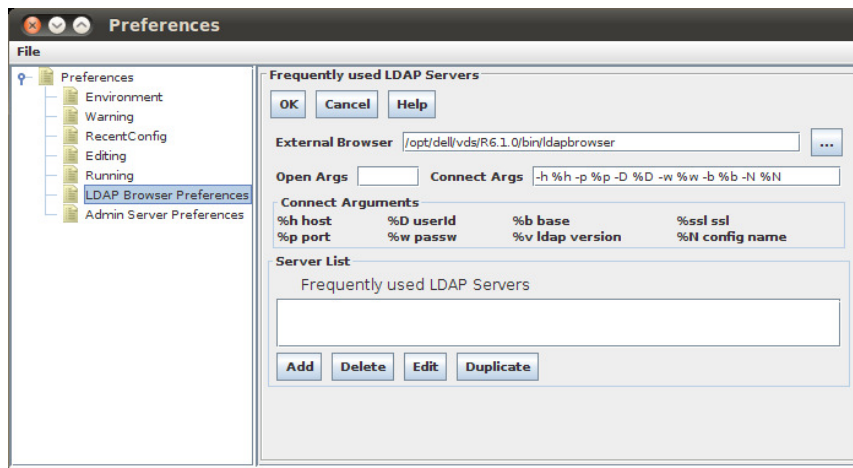 Preferences
File
Preferences
Environment
Warning
RecentConfig
Editing
Running
LDAP Browser Preferences
Admin Server Preferences
Frequently used LDAP Servers
OK Cancel Help
External Browser /opt/dell/vds/R6.1.0/bin/ldapbrowser ...
Open Args Connect Args -h %h -p %p -D %D -w %w -b %b -N %N
Connect Arguments
%h host %D userId %b base %ssl ssl
%p port %w passw %v ldap version %N config name
Server List
Frequently used LDAP Servers
Add Delete Edit Duplicate